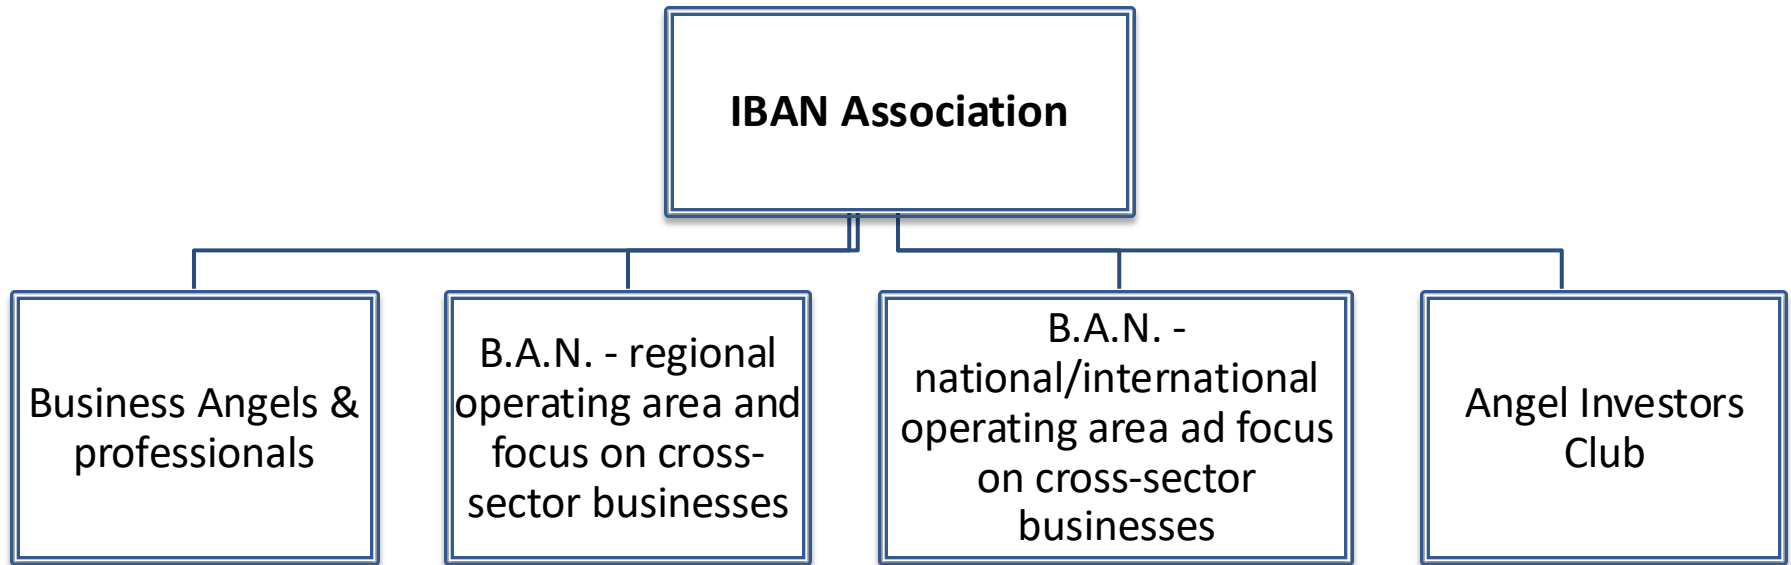 IBAN Association
Business Angels &
professionals
B.A.N. - regional
operating area and
focus on cross-
sector businesses
B.A.N. -
national/international
operating area ad focus
on cross-sector
businesses
Angel Investors
Club